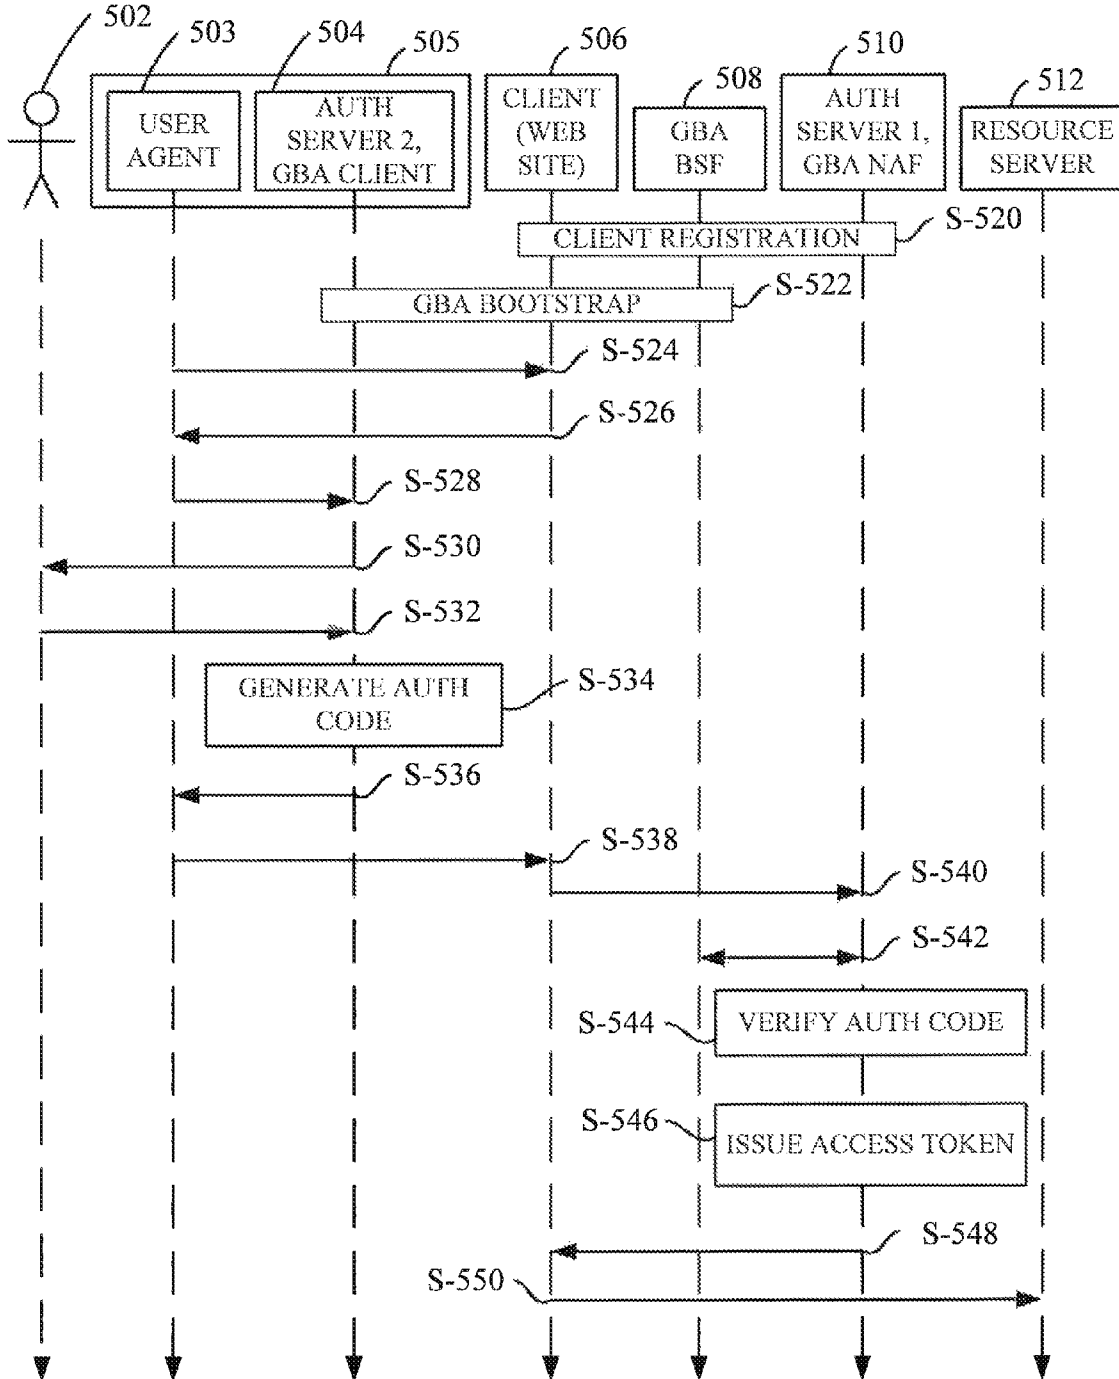 502
503
504
505
506
508
510
512
USER
AGENT
AUTH
SERVER 2,
GBA CLIENT
CLIENT
(WEB
SITE)
GBA
BSF
AUTH
SERVER 1,
GBA NAF
RESOURCE
SERVER
CLIENT REGISTRATION
S-520
GBA BOOTSTRAP
S-522
S-524
S-526
S-528
S-530
S-532
GENERATE AUTH
CODE
S-534
S-536
S-538
S-540
S-542
S-544
VERIFY AUTH CODE
S-546
ISSUE ACCESS TOKEN
S-548
S-550